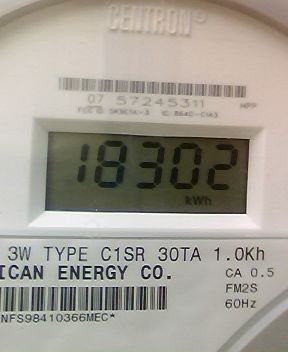 CENTRON®
07 57245311
HPP
18302
kWh
3W TYPE C1SR 30TA 1.0Kh
ICAN ENERGY CO.
CA 0.5
FM2S
60Hz
NFS98410366MEC*